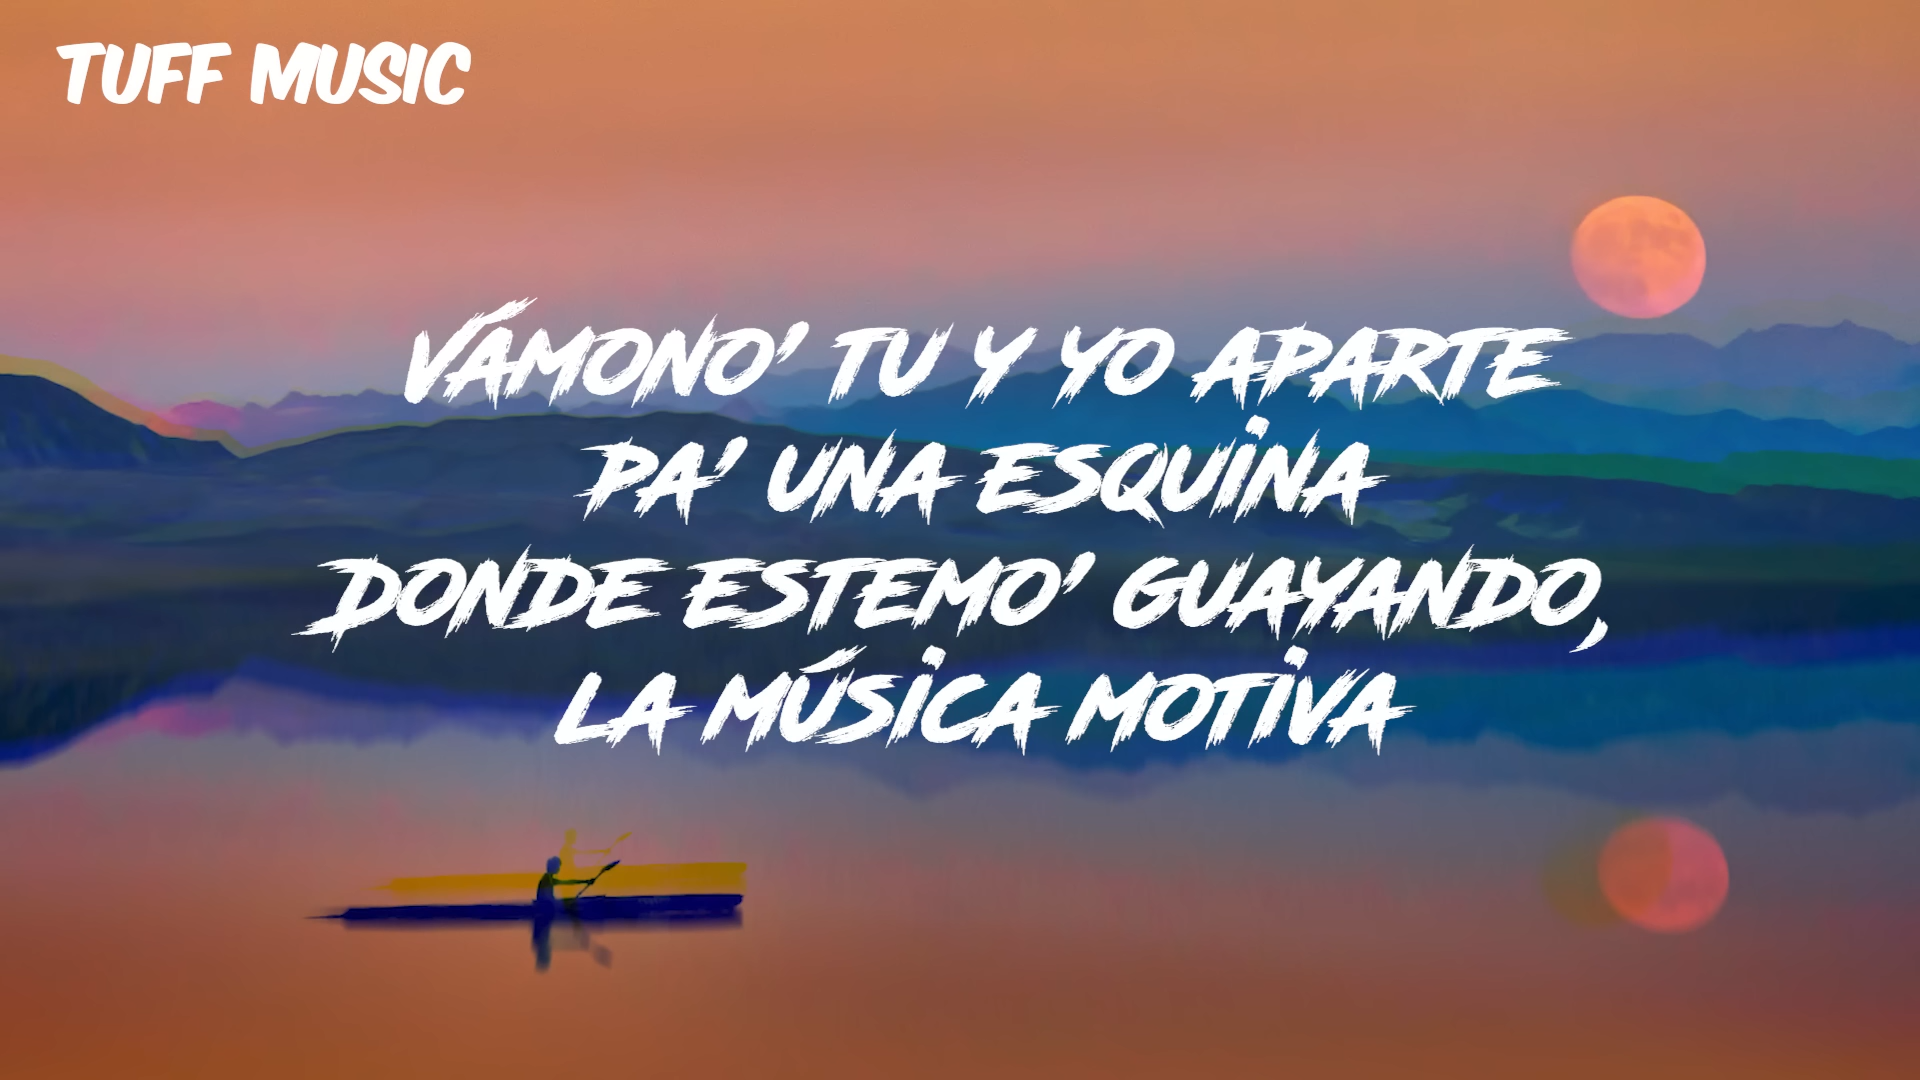 TUFF MUSIC
VÁMONO' TU Y YO APARTE
PA' UNA ESQUINA
DONDE ESTEMO' GUAYANDO,
LA MÚSICA MOTIVA